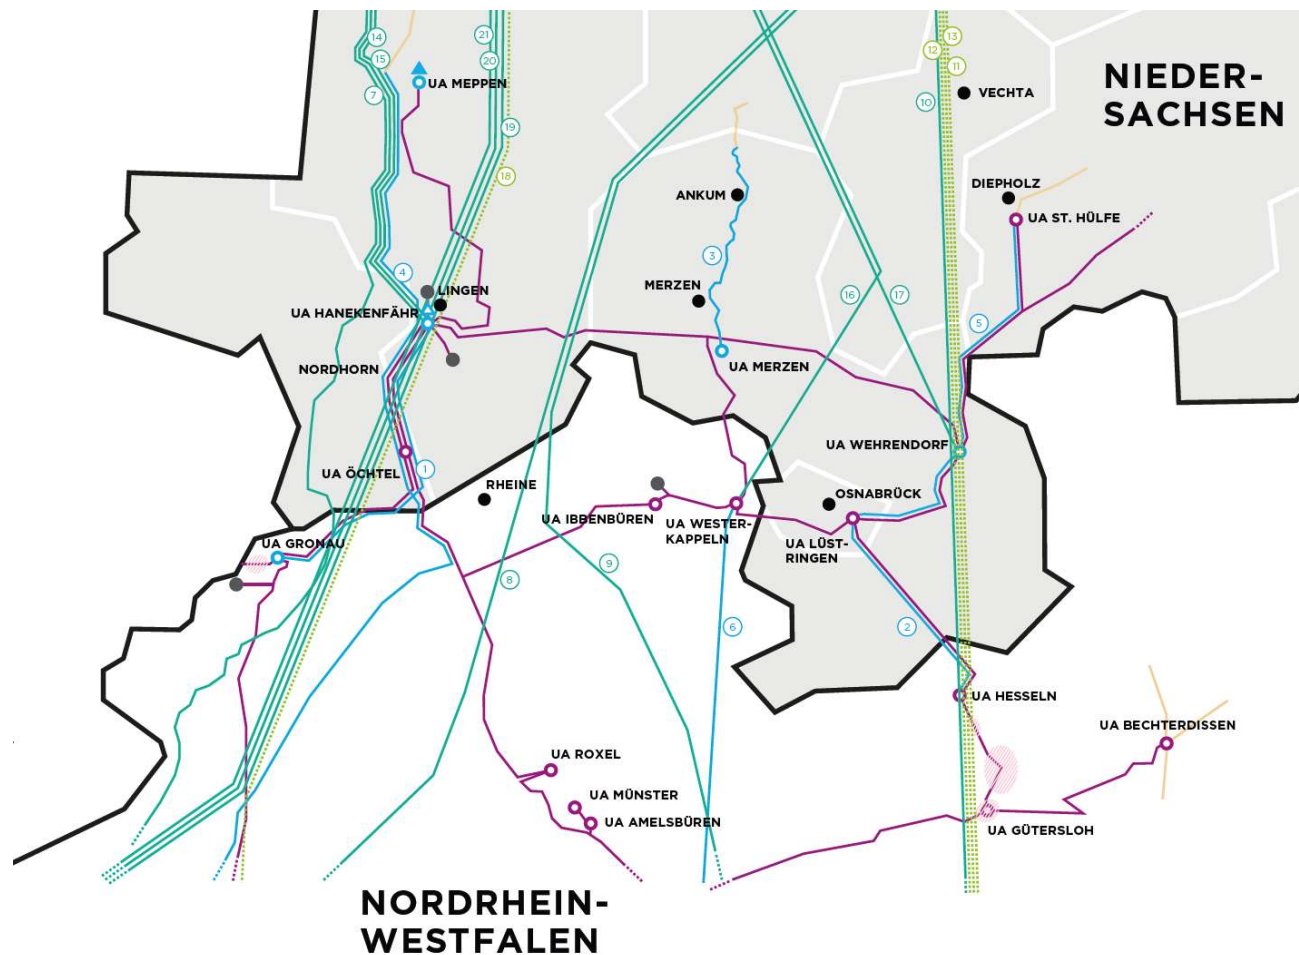 14
15
7
21
20
19
18
UA MEPPEN
13
12
11
10
VECHTA
NIEDER-
SACHSEN
ANKUM
DIEPHOLZ
UA ST. HÜLFE
3
4
LINGEN
MERZEN
16
17
UA HANEKENFÄHR
5
NORDHORN
UA MERZEN
UA WEHRENDORF
UA ÖCHTEL
1
RHEINE
OSNABRÜCK
UA IBBENBÜREN
UA WESTER-
KAPPELN
UA GRONAU
UA LÜST-
RINGEN
8
9
6
2
UA HESSELN
UA BECHTERDISSEN
UA ROXEL
UA MÜNSTER
UA AMELSBÜREN
UA GÜTERSLOH
NORDRHEIN-
WESTFALEN